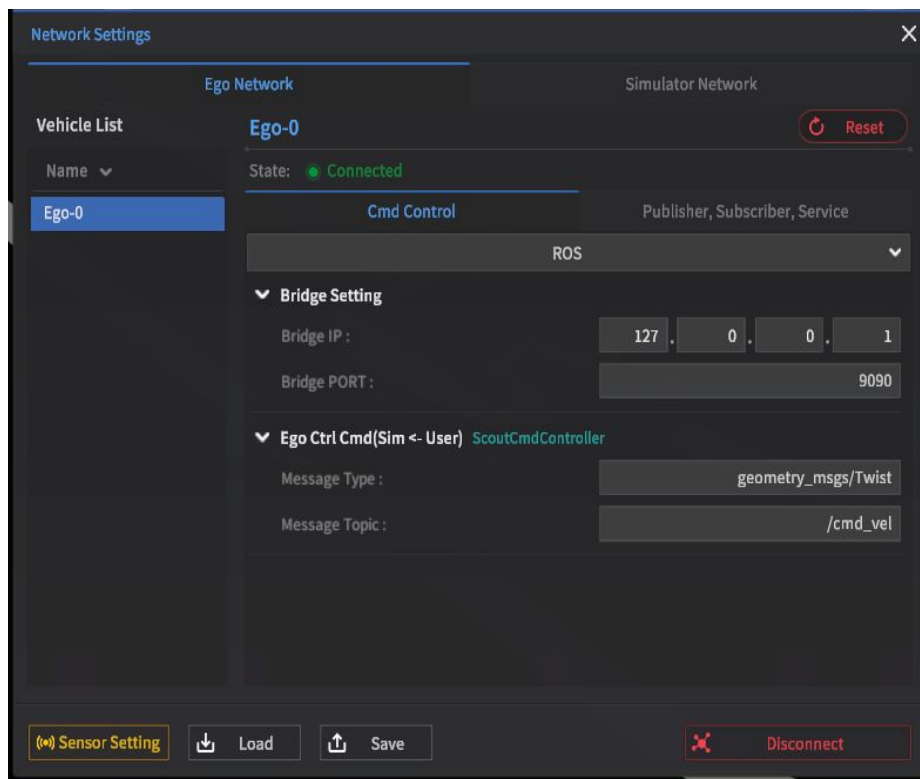 Network Settings
Ego Network Simulator Network
Vehicle List
Ego-0 Reset
Name
State: Connected
Ego-0
Cmd Control Publisher, Subscriber, Service
ROS
Bridge Setting
Bridge IP : 127 . 0 . 0 . 1
Bridge PORT : 9090
Ego Ctrl Cmd(Sim <- User) ScoutCmdController
Message Type : geometry_msgs/Twist
Message Topic : /cmd_vel
Sensor Setting Load Save Disconnect